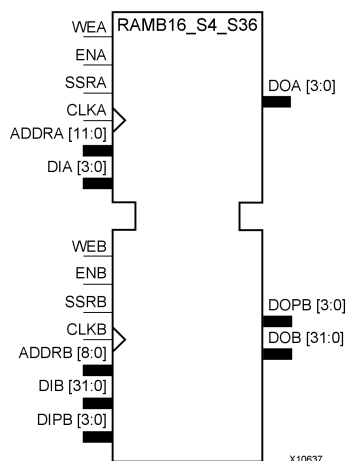 RAMB16_S4_S36
WEA
ENA
SSRA
CLKA
ADDRA [11:0]
DIA [3:0]
DOA [3:0]
WEB
ENB
SSRB
CLKB
ADDRB [8:0]
DIB [31:0]
DIPB [3:0]
DOPB [3:0]
DOB [31:0]
X10637